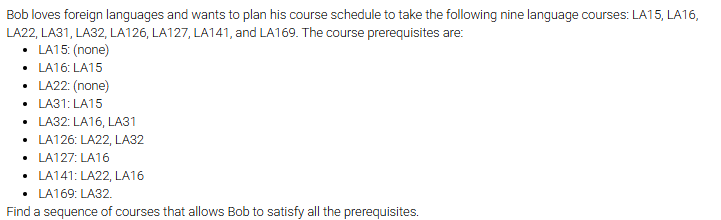 Bob loves foreign languages and wants to plan his course schedule to take the following nine language courses: LA15, LA16,
LA22, LA31, LA32, LA126, LA127, LA141, and LA169. The course prerequisites are:
• LA15: (none)
• LA16: LA15
• LA22: (none)
• LA31: LA15
• LA32: LA16, LA31
• LA126: LA22, LA32
• LA127: LA16
• LA141: LA22, LA16
• LA169: LA32.
Find a sequence of courses that allows Bob to satisfy all the prerequisites.